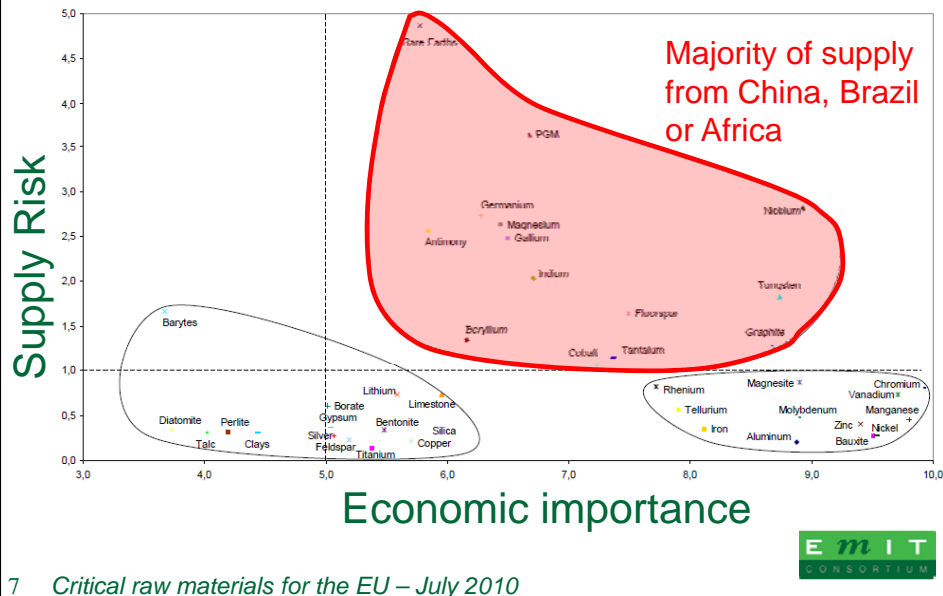 5,0
4,5
4,0
3,5
3,0
2,5
2,0
1,5
1,0
0,5
0,0
Supply Risk
Rare Earths
Majority of supply
from China, Brazil
or Africa
PGM
Germanium
Niobium
Magnesium
Antimony
Gallium
Indium
Tungsten
Fluorspar
Beryllium
Graphite
Cobalt
Tantalum
Barytes
Lithium
Limestone
Rhenium
Magnesite
Chromium
Vanadium
Borate
Diatomite
Perlite
Gypsum
Bentonite
Tellurium
Molybdenum
Manganese
Talc
Clays
Silver
Silica
Iron
Zinc
Nickel
Feldspar
Copper
Aluminum
Bauxite
Titanium
3,0
4,0
5,0
6,0
7,0
8,0
9,0
10,0
Economic importance
E m I T
CONSORTIUM
7 Critical raw materials for the EU – July 2010